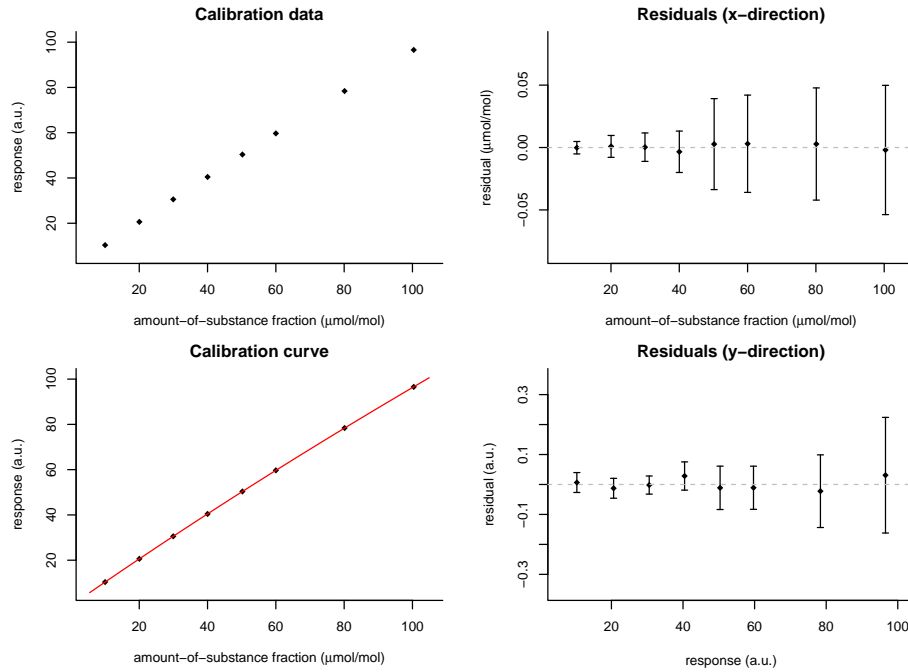 Calibration data
response (a.u.)
100
80
60
40
20
20 40 60 80 100
amount−of−substance fraction (μmol/mol)
Residuals (x−direction)
residual (μmol/mol)
0.05
0.00
−0.05
20 40 60 80 100
amount−of−substance fraction (μmol/mol)
Calibration curve
response (a.u.)
100
80
60
40
20
20 40 60 80 100
amount−of−substance fraction (μmol/mol)
Residuals (y−direction)
residual (a.u.)
0.3
0.1
−0.1
−0.3
0 20 40 60 80 100
response (a.u.)